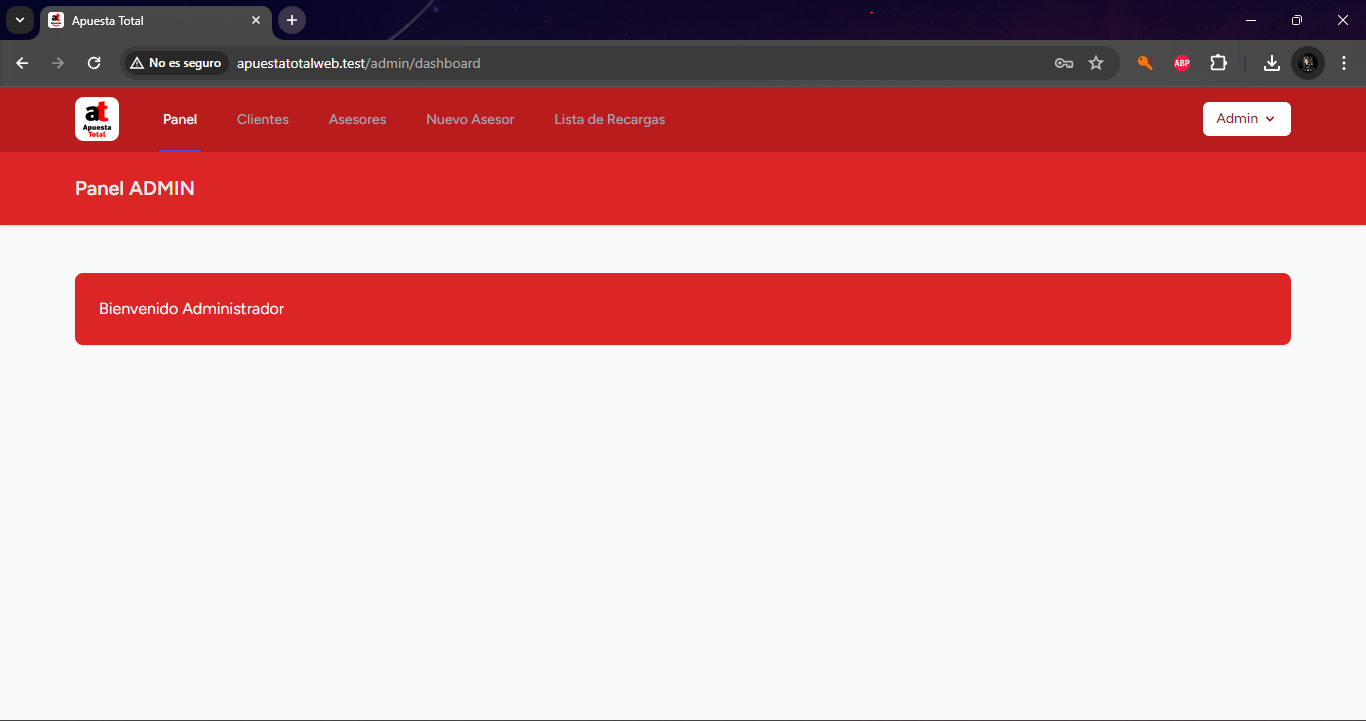 Apuesta Total
No es seguro
apuestatotalweb.test/admin/dashboard
ABP
at
Apuesta
Total
Panel
Clientes
Asesores
Nuevo Asesor
Lista de Recargas
Admin
Panel ADMIN
Bienvenido Administrador